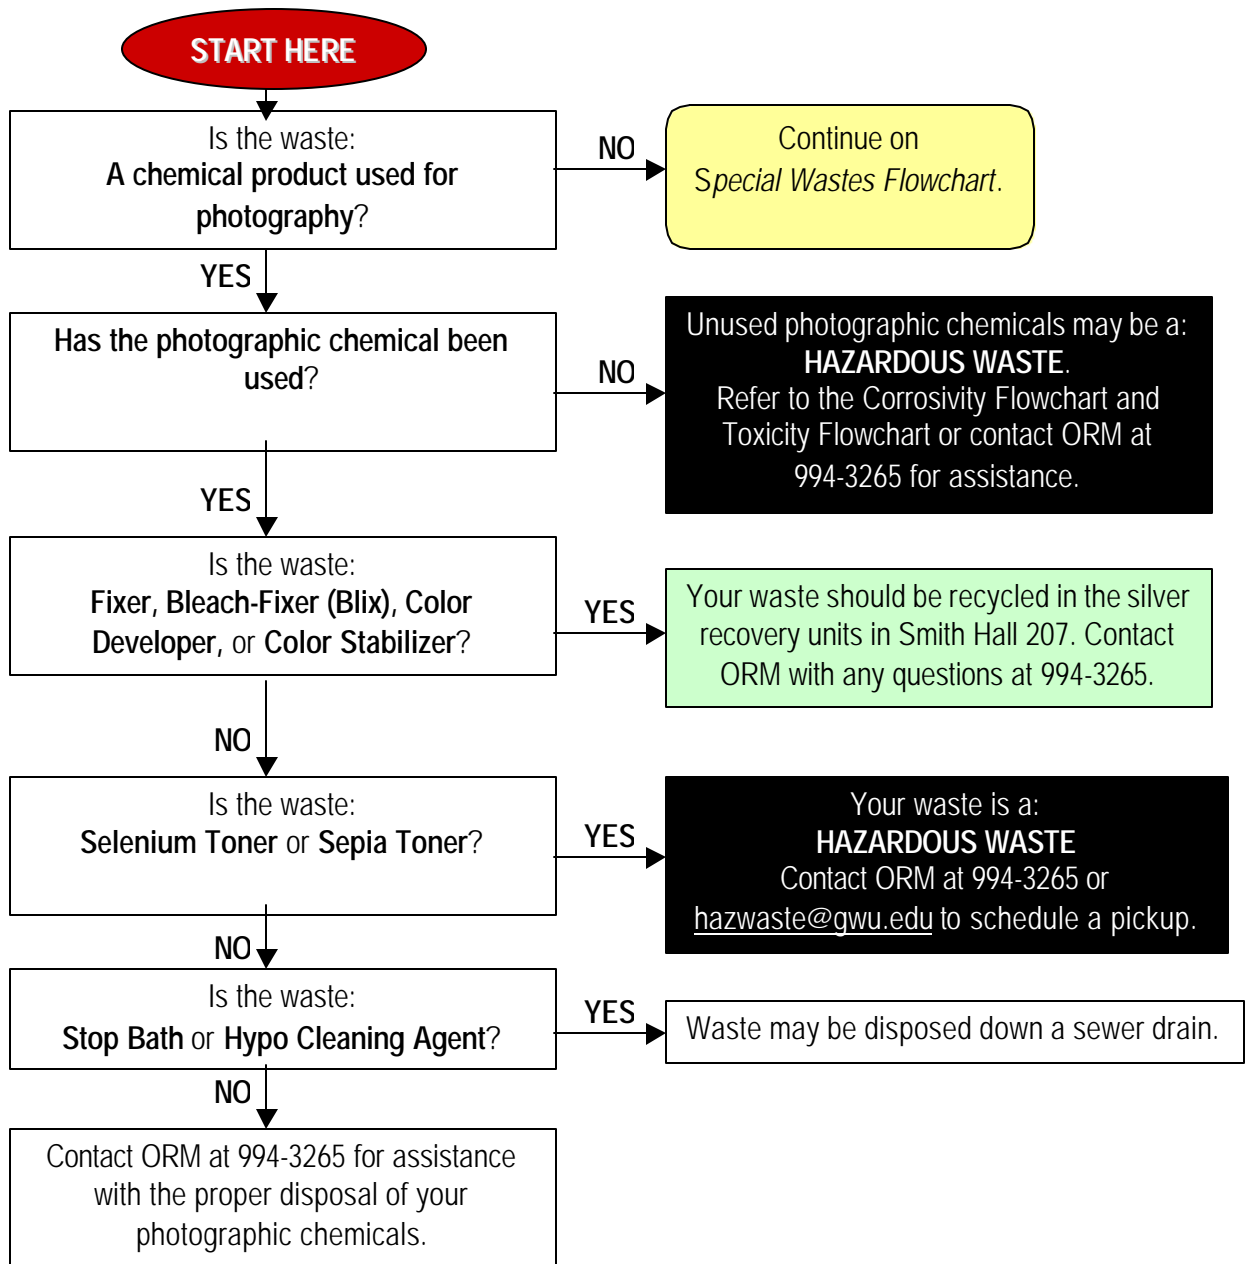 START HERE
Is the waste:
A chemical product used for
photography?
NO
Continue on
Special Wastes Flowchart.
YES
Has the photographic chemical been
used?
NO
Unused photographic chemicals may be a:
HAZARDOUS WASTE.
Refer to the Corrosivity Flowchart and
Toxicity Flowchart or contact ORM at
994-3265 for assistance.
YES
Is the waste:
Fixer, Bleach-Fixer (Blix), Color
Developer, or Color Stabilizer?
YES
Your waste should be recycled in the silver
recovery units in Smith Hall 207. Contact
ORM with any questions at 994-3265.
NO
Is the waste:
Selenium Toner or Sepia Toner?
YES
Your waste is a:
HAZARDOUS WASTE
Contact ORM at 994-3265 or
hazwaste@gwu.edu to schedule a pickup.
NO
Is the waste:
Stop Bath or Hypo Cleaning Agent?
YES
Waste may be disposed down a sewer drain.
NO
Contact ORM at 994-3265 for assistance
with the proper disposal of your
photographic chemicals.